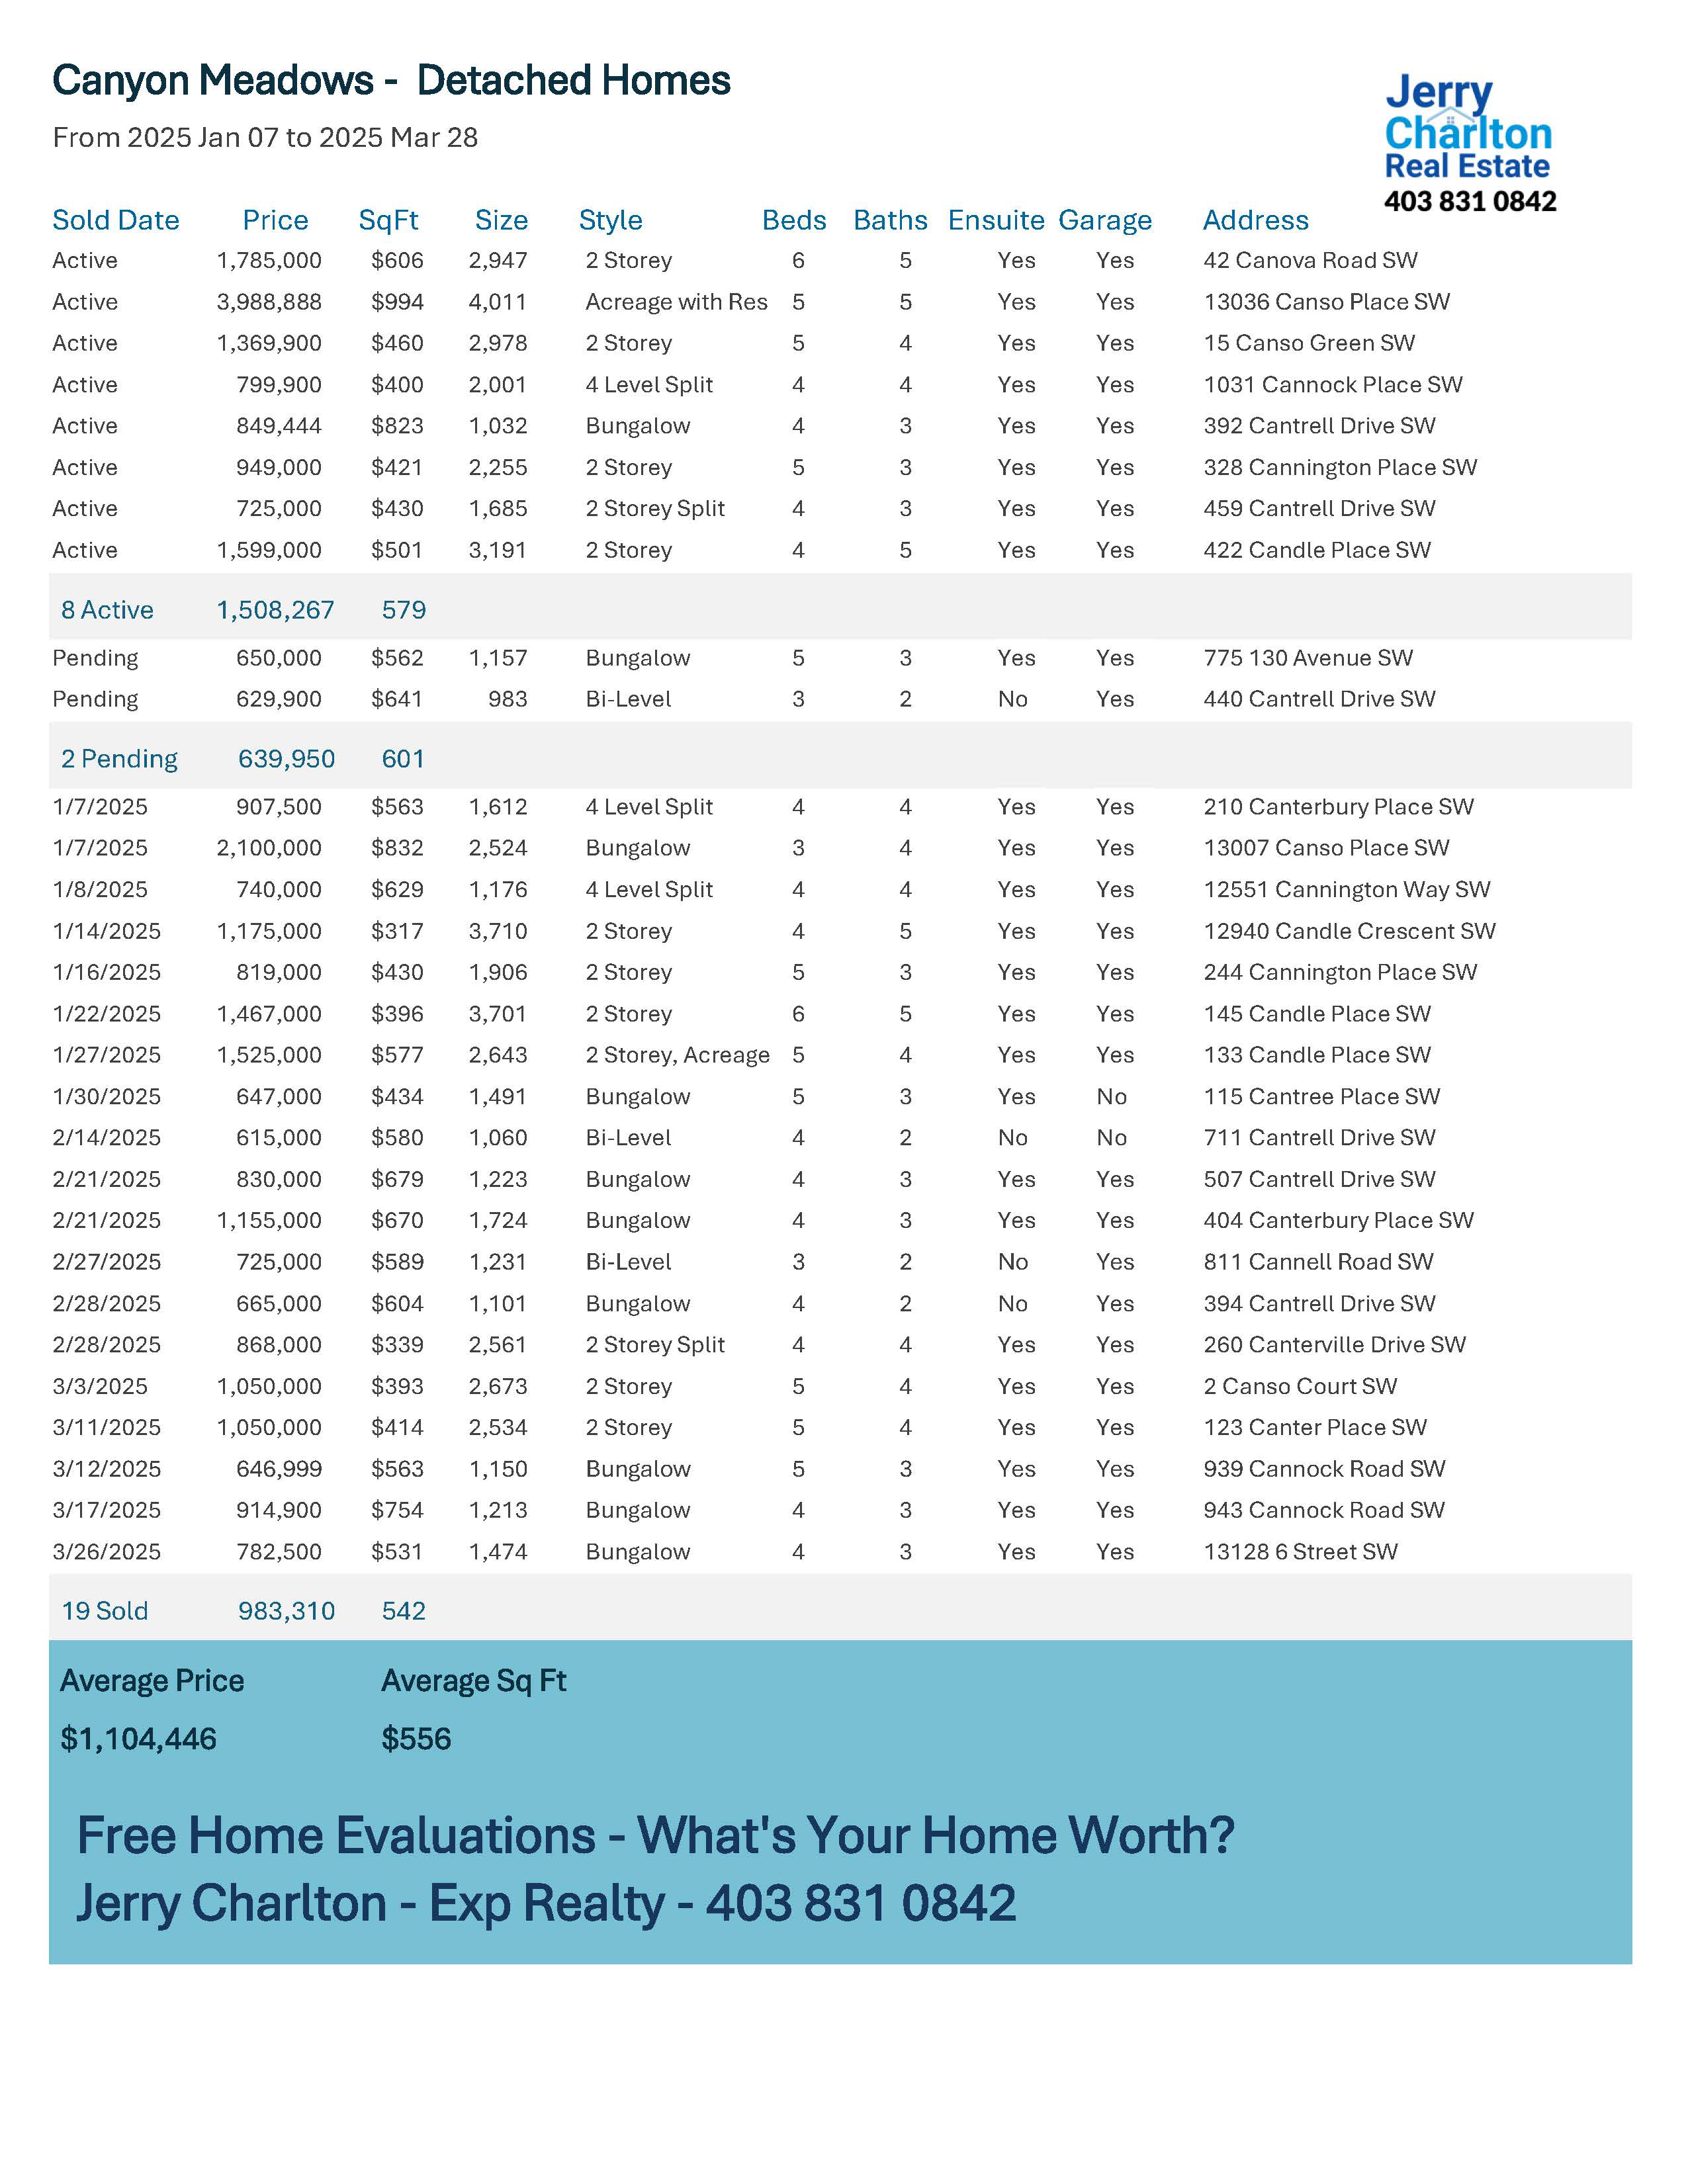 Canyon Meadows - Detached Homes
From 2025 Jan 07 to 2025 Mar 28
Jerry
Charlton
Real Estate
403 831 0842
Sold Date Price SqFt Size Style Beds Baths Ensuite Garage Address
Active 1,785,000 $606 2,947 2 Storey 6 5 Yes Yes 42 Canova Road SW
Active 3,988,888 $994 4,011 Acreage with Res 5 5 Yes Yes 13036 Canso Place SW
Active 1,369,900 $460 2,978 2 Storey 5 4 Yes Yes 15 Canso Green SW
Active 799,900 $400 2,001 4 Level Split 4 4 Yes Yes 1031 Cannock Place SW
Active 849,444 $823 1,032 Bungalow 4 3 Yes Yes 392 Cantrell Drive SW
Active 949,000 $421 2,255 2 Storey 5 3 Yes Yes 328 Cannington Place SW
Active 725,000 $430 1,685 2 Storey Split 4 3 Yes Yes 459 Cantrell Drive SW
Active 1,599,000 $501 3,191 2 Storey 4 5 Yes Yes 422 Candle Place SW
8 Active 1,508,267 579
Pending 650,000 $562 1,157 Bungalow 5 3 Yes Yes 775 130 Avenue SW
Pending 629,900 $641 983 Bi-Level 3 2 No Yes 440 Cantrell Drive SW
2 Pending 639,950 601
1/7/2025 907,500 $563 1,612 4 Level Split 4 4 Yes Yes 210 Canterbury Place SW
1/7/2025 2,100,000 $832 2,524 Bungalow 3 4 Yes Yes 13007 Canso Place SW
1/8/2025 740,000 $629 1,176 4 Level Split 4 4 Yes Yes 12551 Cannington Way SW
1/14/2025 1,175,000 $317 3,710 2 Storey 4 5 Yes Yes 12940 Candle Crescent SW
1/16/2025 819,000 $430 1,906 2 Storey 5 3 Yes Yes 244 Cannington Place SW
1/22/2025 1,467,000 $396 3,701 2 Storey 6 5 Yes Yes 145 Candle Place SW
1/27/2025 1,525,000 $577 2,643 2 Storey, Acreage 5 4 Yes Yes 133 Candle Place SW
1/30/2025 647,000 $434 1,491 Bungalow 5 3 Yes No 115 Cantree Place SW
2/14/2025 615,000 $580 1,060 Bi-Level 4 2 No No 711 Cantrell Drive SW
2/21/2025 830,000 $679 1,223 Bungalow 4 3 Yes Yes 507 Cantrell Drive SW
2/21/2025 1,155,000 $670 1,724 Bungalow 4 3 Yes Yes 404 Canterbury Place SW
2/27/2025 725,000 $589 1,231 Bi-Level 3 2 No Yes 811 Cannell Road SW
2/28/2025 665,000 $604 1,101 Bungalow 4 2 No Yes 394 Cantrell Drive SW
2/28/2025 868,000 $339 2,561 2 Storey Split 4 4 Yes Yes 260 Canterville Drive SW
3/3/2025 1,050,000 $393 2,673 2 Storey 5 4 Yes Yes 2 Canso Court SW
3/11/2025 1,050,000 $414 2,534 2 Storey 5 4 Yes Yes 123 Canter Place SW
3/12/2025 646,999 $563 1,150 Bungalow 5 3 Yes Yes 939 Cannock Road SW
3/17/2025 914,900 $754 1,213 Bungalow 4 3 Yes Yes 943 Cannock Road SW
3/26/2025 782,500 $531 1,474 Bungalow 4 3 Yes Yes 13128 6 Street SW
19 Sold 983,310 542
Average Price Average Sq Ft
$1,104,446 $556
Free Home Evaluations - What's Your Home Worth?
Jerry Charlton - Exp Realty - 403 831 0842